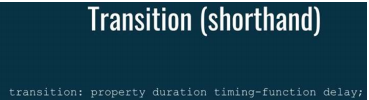 Transition (shorthand)
transition: property duration timing-function delay;